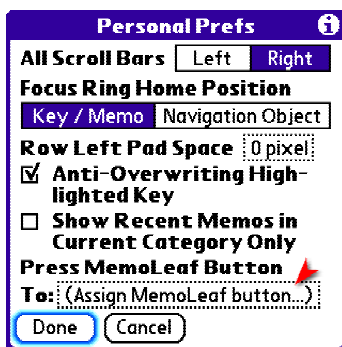 Personal Prefs i
All Scroll Bars Left Right
Focus Ring Home Position
Key / Memo Navigation Object
Row Left Pad Space 0 pixel
Anti-Overwriting High-
lighted Key
Show Recent Memos in
Current Category Only
Press MemoLeaf Button
To: (Assign MemoLeaf button...)
Done Cancel